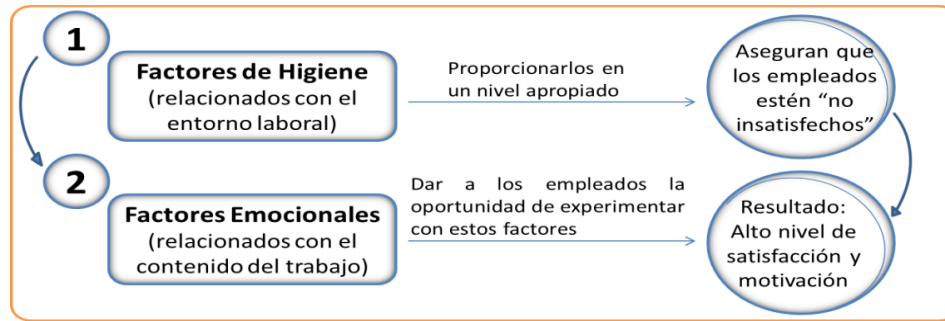 1
Factores de Higiene
(relacionados con el
entorno laboral)
Proporcionarlos en
un nivel apropiado
Aseguran que
los empleados
estén “no
insatisfechos”
2
Factores Emocionales
(relacionados con el
contenido del trabajo)
Dar a los empleados la
oportunidad de experimentar
con estos factores
Resultado:
Alto nivel de
satisfacción y
motivación